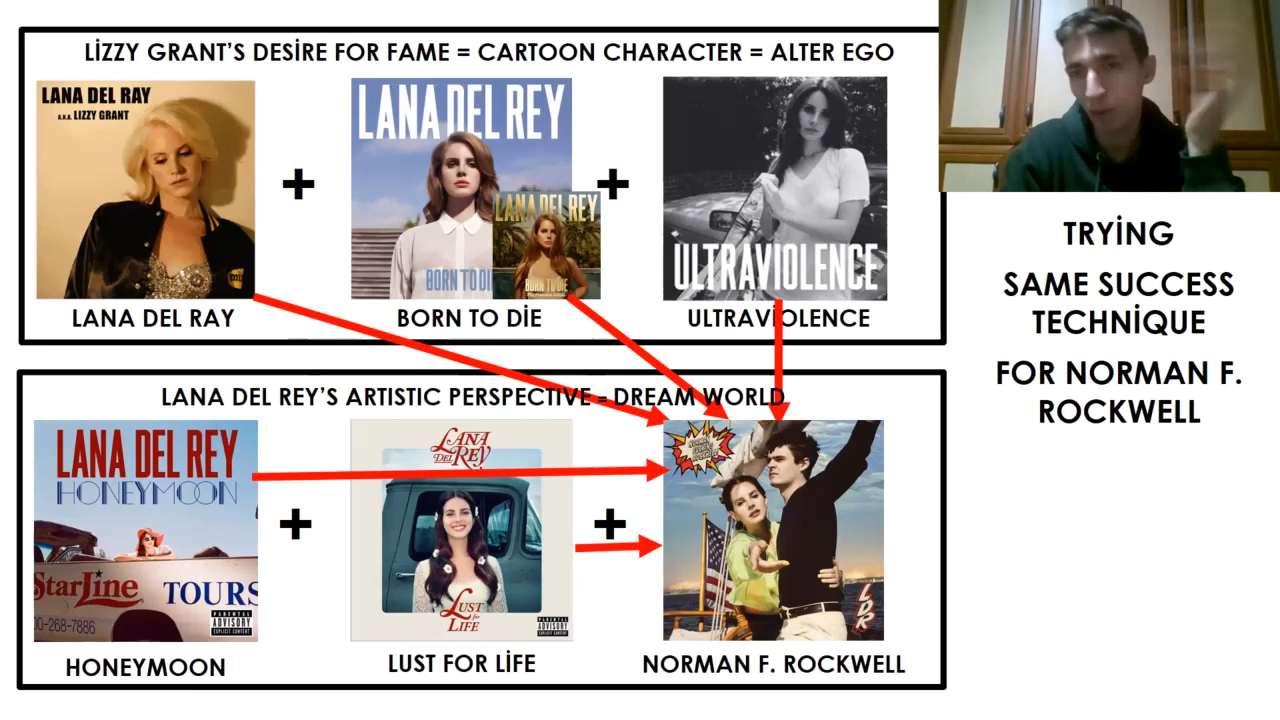 LİZZY GRANT'S DESİRE FOR FAME = CARTOON CHARACTER = ALTER EGO
LANA DEL RAY
A.K.A. LIZZY GRANT
LANA DEL REY
BORN TO DI
LANA DEL REY
BORN TO DIE
ULTRAVIOLENCE
LANA DEL RAY
BORN TO DİE
ULTRAVİOLENCE
TRYİNG
SAME SUCCESS
TECHNİQUE
FOR NORMAN F.
ROCKWELL
LANA DEL REY'S ARTISTIC PERSPECTIVE = DREAM WORLD
LANA DEL REY
HONEYMOON
StarLine TOURS
00-268-7886
PARENTAL
ADVISORY
EXPLICIT CONTENT
LANA
DEL REY
LUST
for
LIFE
PARENTAL
ADVISORY
EXPLICIT CONTENT
LDR
HONEYMOON
LUST FOR LİFE
NORMAN F. ROCKWELL